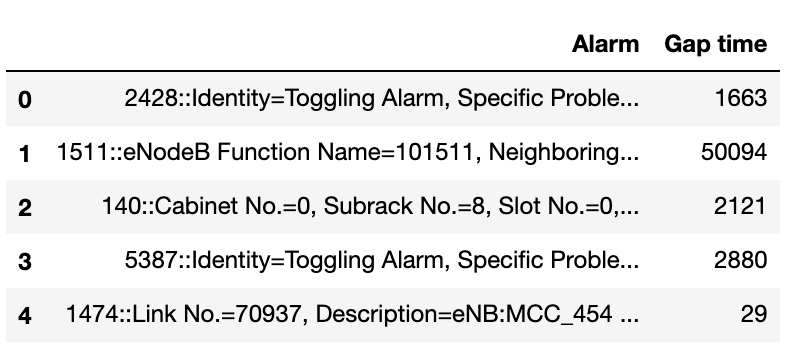 Alarm Gap time
0 2428::Identity=Toggling Alarm, Specific Proble... 1663
1 1511::eNodeB Function Name=101511, Neighboring... 50094
2 140::Cabinet No.=0, Subrack No.=8, Slot No.=0,... 2121
3 5387::Identity=Toggling Alarm, Specific Proble... 2880
4 1474::Link No.=70937, Description=eNB:MCC_454 ... 29